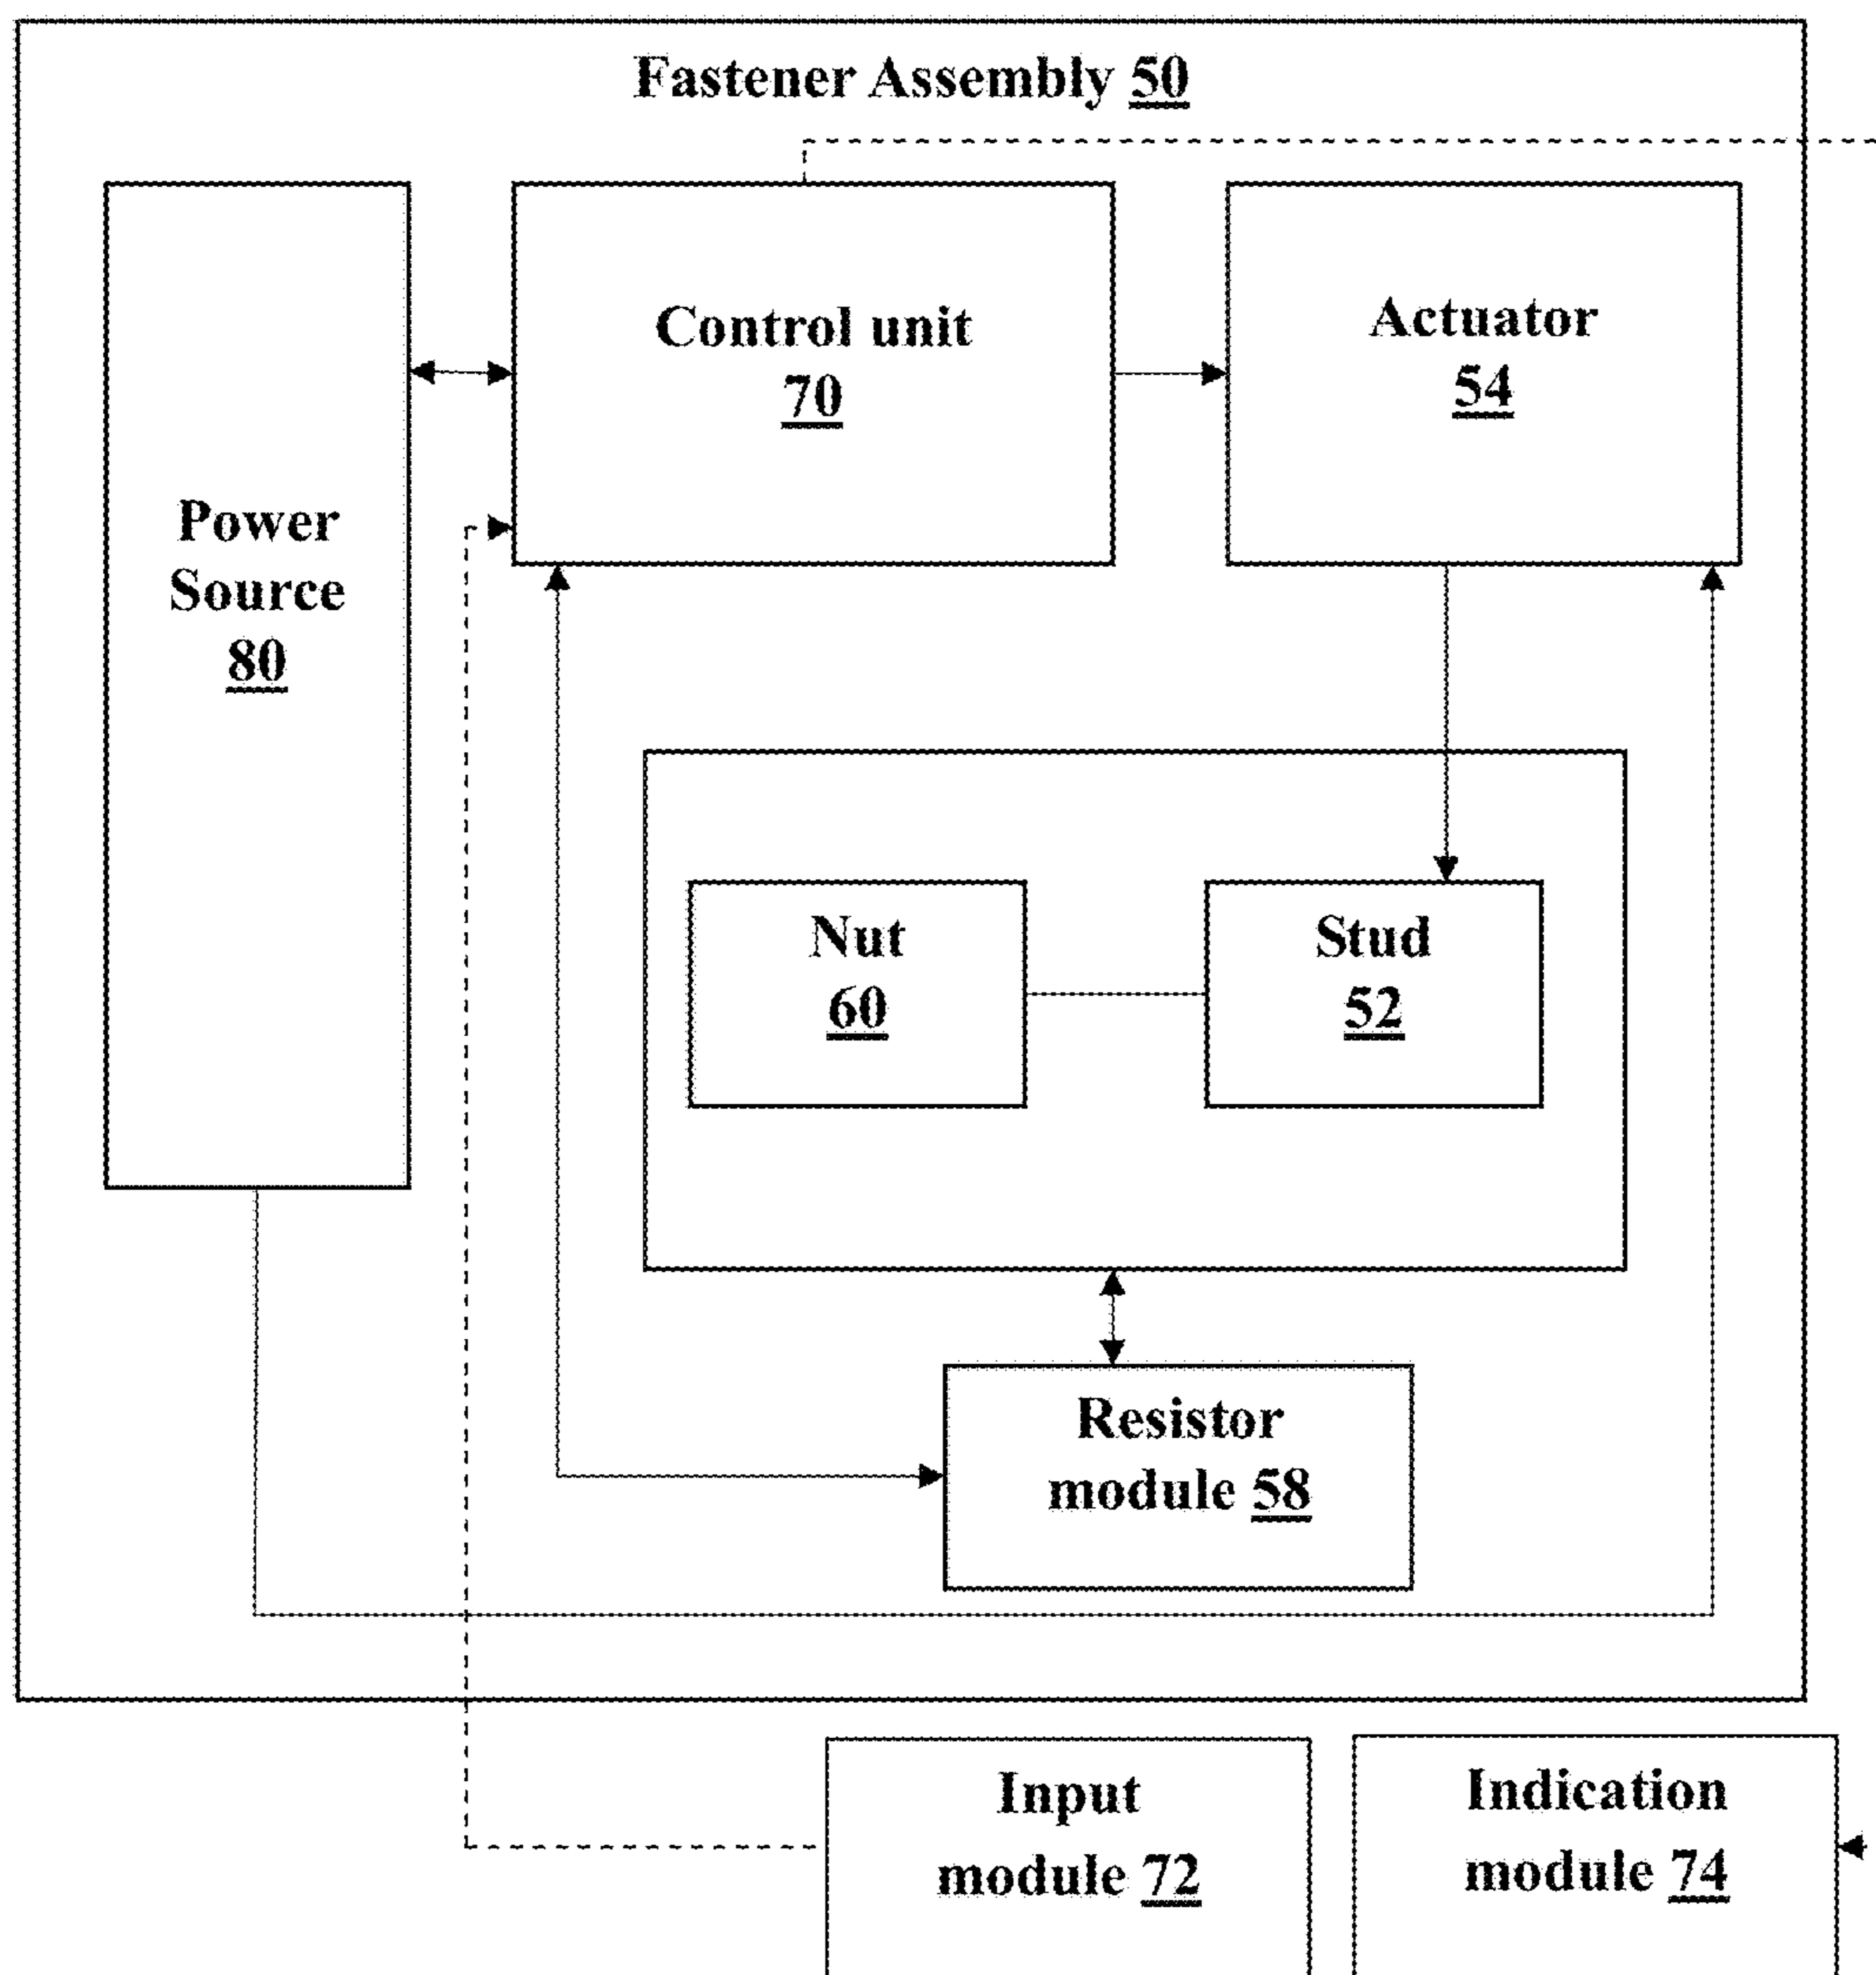 Fastener Assembly 50
Control unit
70
Actuator
54
Power
Source
80
Nut
60
Stud
52
Resistor
module 58
Input
module 72
Indication
module 74